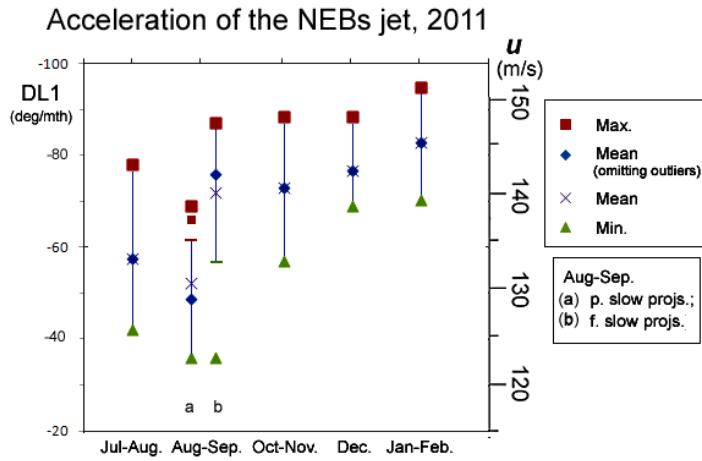 Acceleration of the NEBs jet, 2011
u
(m/s)
DL1
(deg/mth)
-100
-80
-60
-40
-20
150
140
130
120
a
b
Jul-Aug.
Aug-Sep.
Oct-Nov.
Dec.
Jan-Feb.
Max.
Mean
(omitting outliers)
Mean
Min.
Aug-Sep.
(a) p. slow projs.;
(b) f. slow projs.